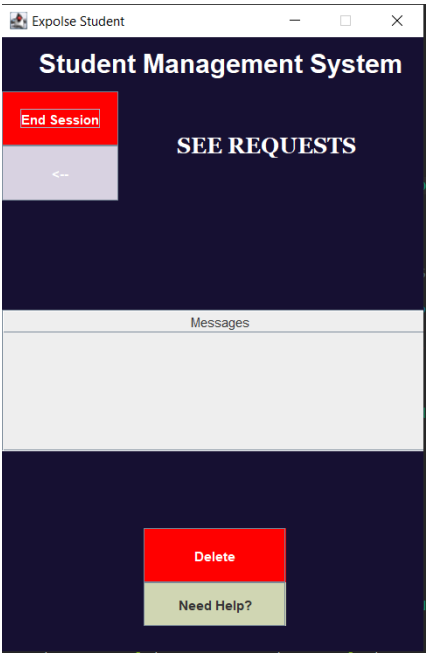 Expolse Student
Student Management System
End Session
<--
SEE REQUESTS
Messages
Delete
Need Help?